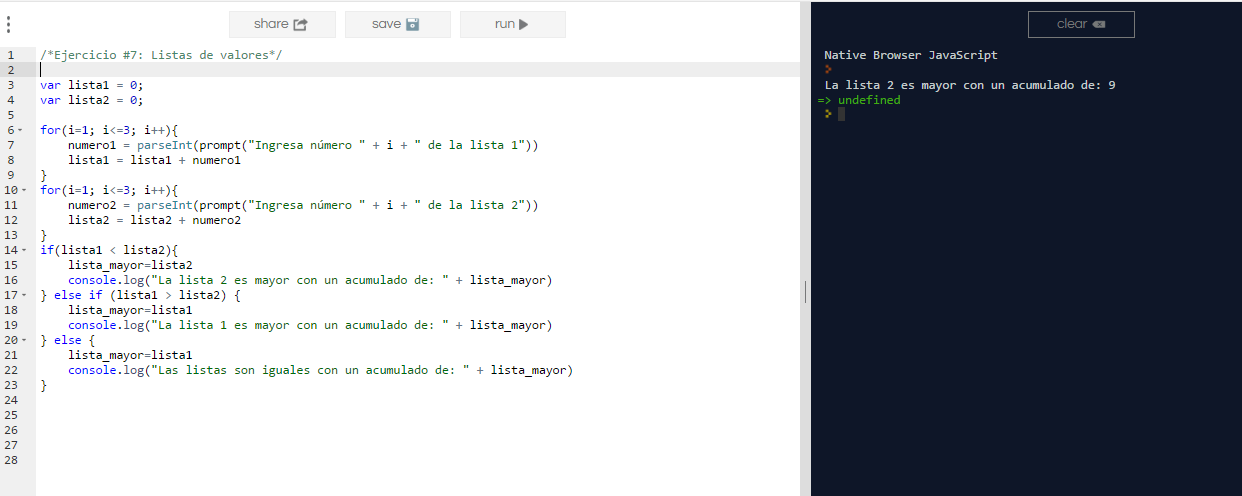 share save run
clear
1 /*Ejercicio #7: Listas de valores*/
2
3 var lista1 = 0;
4 var lista2 = 0;
5
6 for(i=1; i<=3; i++){
7     numero1 = parseInt(prompt("Ingresa número " + i + " de la lista 1"))
8     lista1 = lista1 + numero1
9 }
10 for(i=1; i<=3; i++){
11     numero2 = parseInt(prompt("Ingresa número " + i + " de la lista 2"))
12     lista2 = lista2 + numero2
13 }
14 if(lista1 < lista2){
15     lista_mayor=lista2
16     console.log("La lista 2 es mayor con un acumulado de: " + lista_mayor)
17 } else if (lista1 > lista2) {
18     lista_mayor=lista1
19     console.log("La lista 1 es mayor con un acumulado de: " + lista_mayor)
20 } else {
21     lista_mayor=lista1
22     console.log("Las listas son iguales con un acumulado de: " + lista_mayor)
23 }
24
25
26
27
28
Native Browser JavaScript
La lista 2 es mayor con un acumulado de: 9
=> undefined